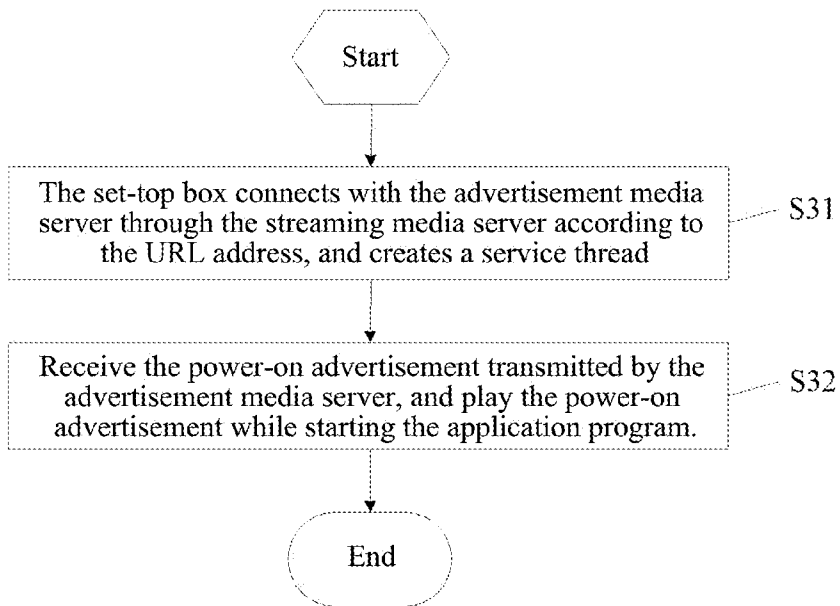 Start
The set-top box connects with the advertisement media
server through the streaming media server according to
the URL address, and creates a service thread
S31
Receive the power-on advertisement transmitted by the
advertisement media server, and play the power-on
advertisement while starting the application program.
S32
End